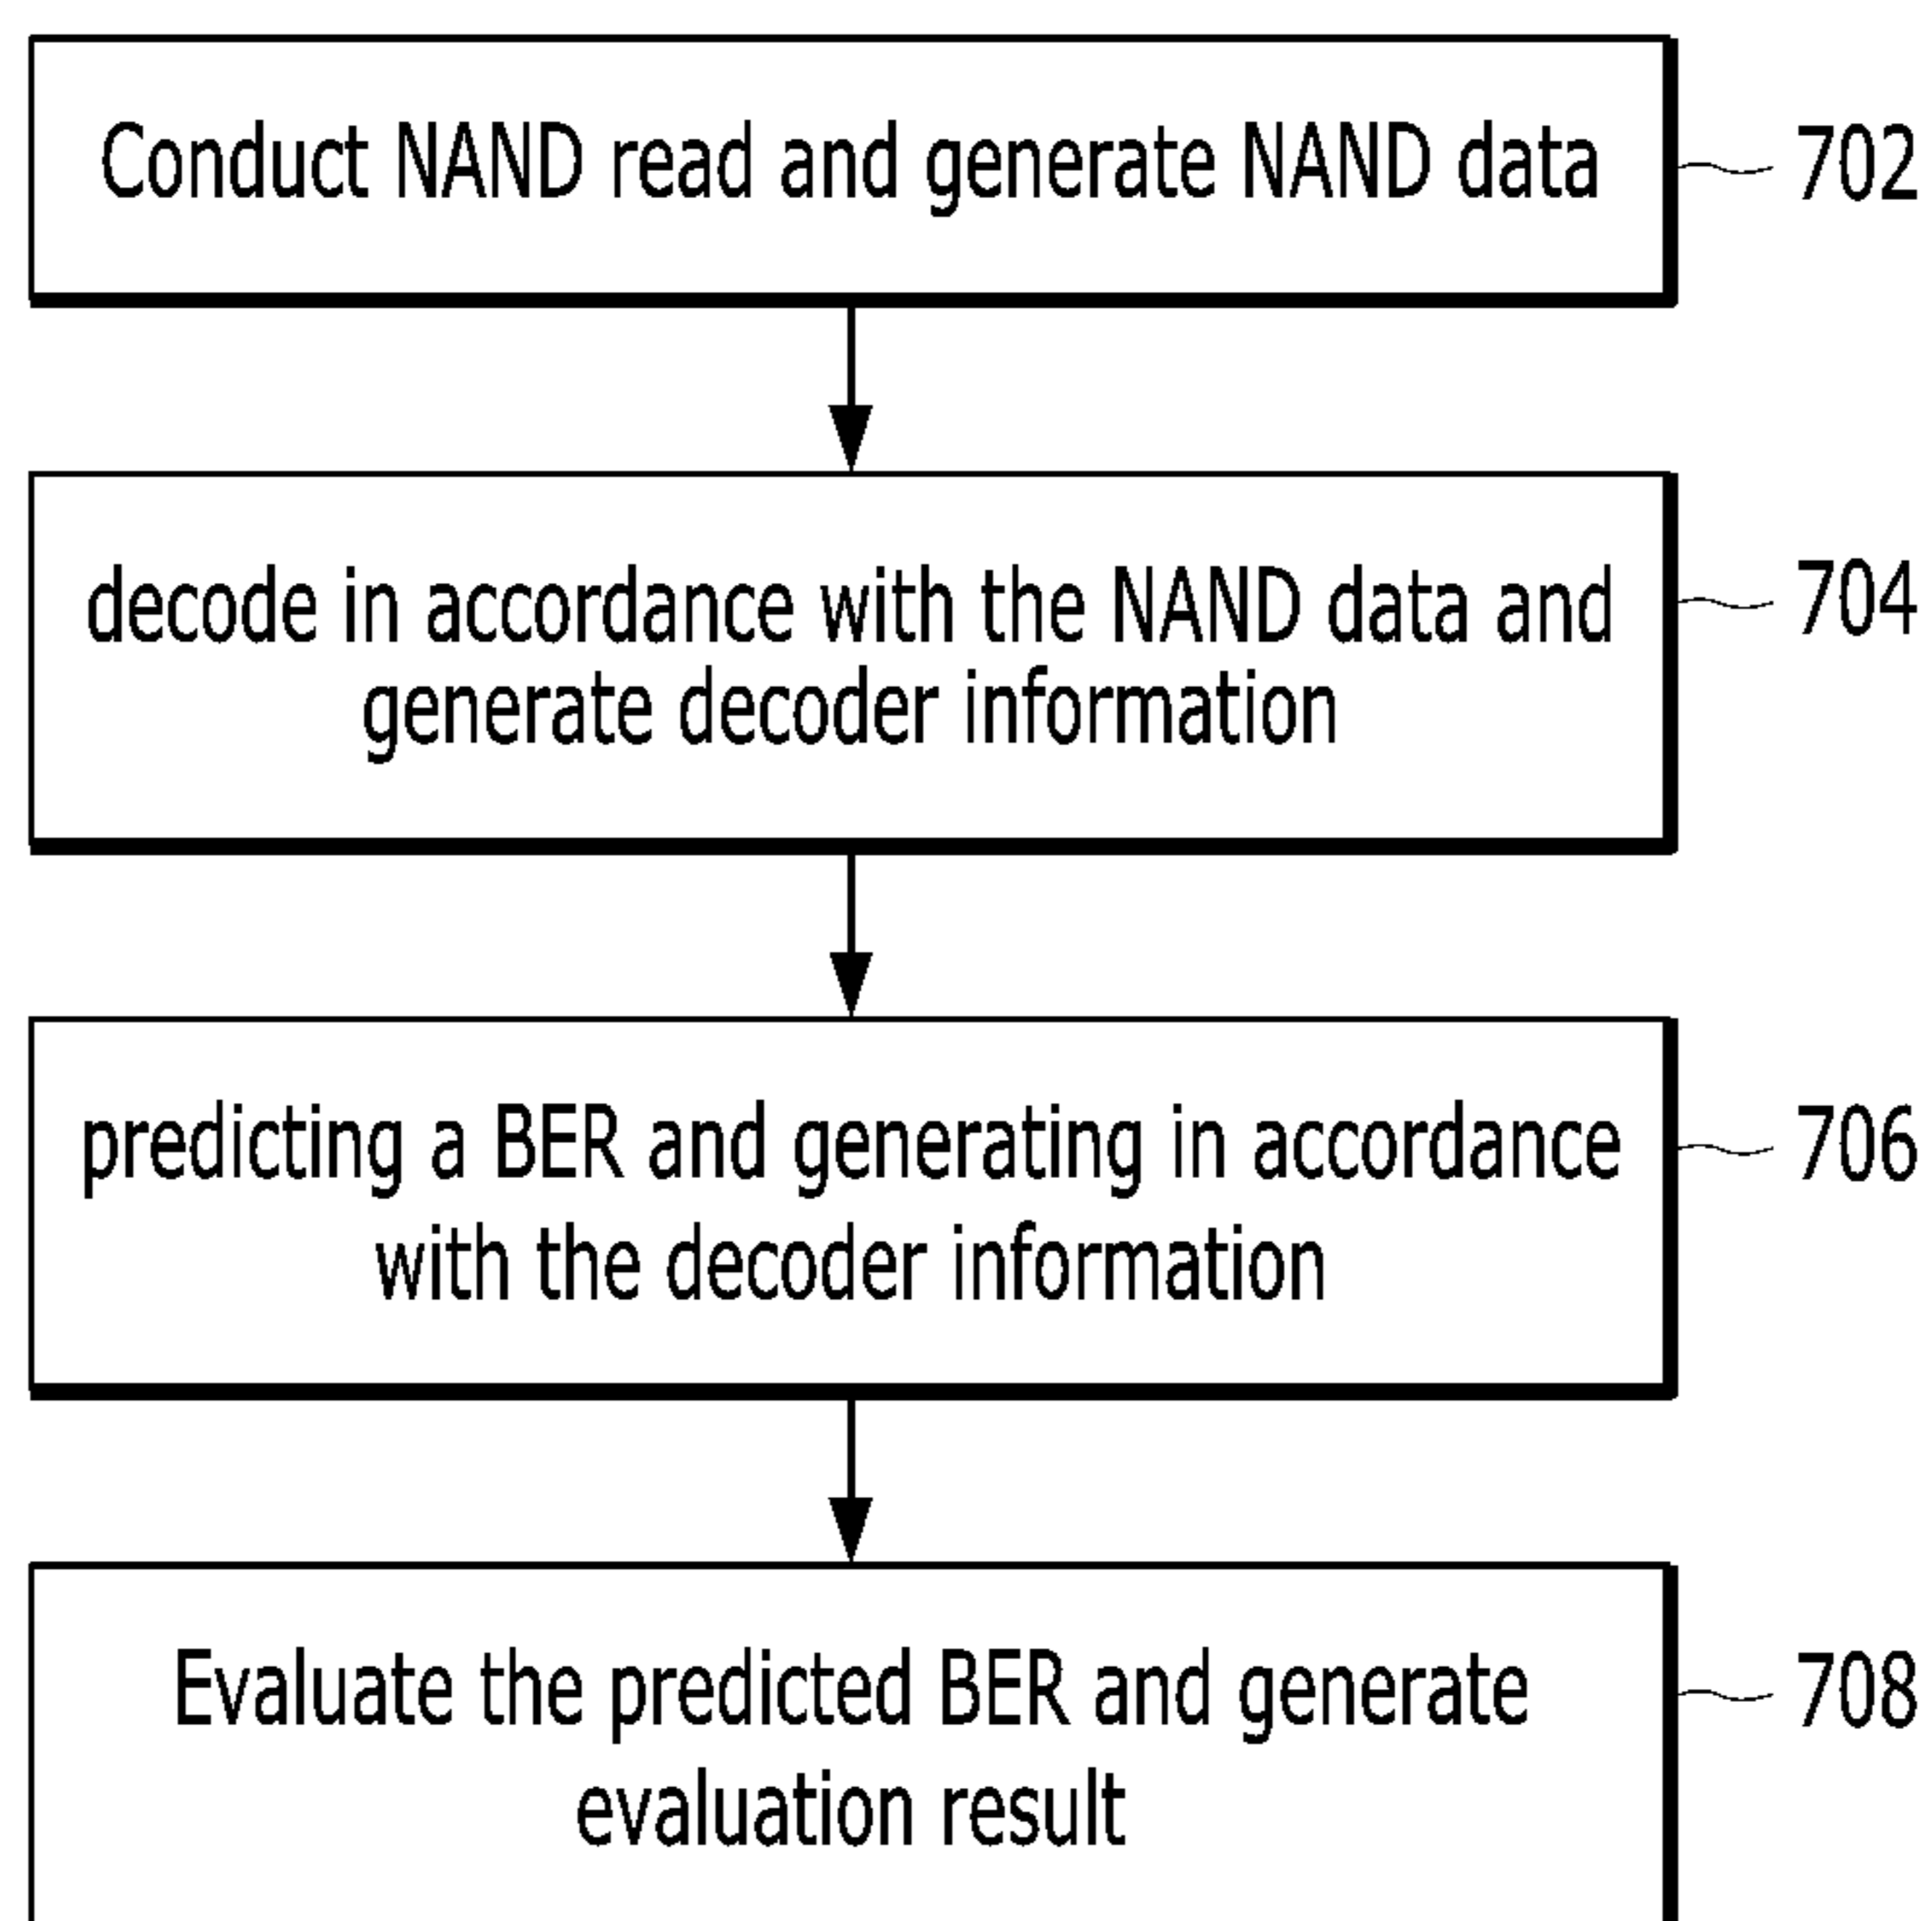 Conduct NAND read and generate NAND data
702
decode in accordance with the NAND data and
704
generate decoder information
predicting a BER and generating in accordance
706
with the decoder information
Evaluate the predicted BER and generate
708
evaluation result